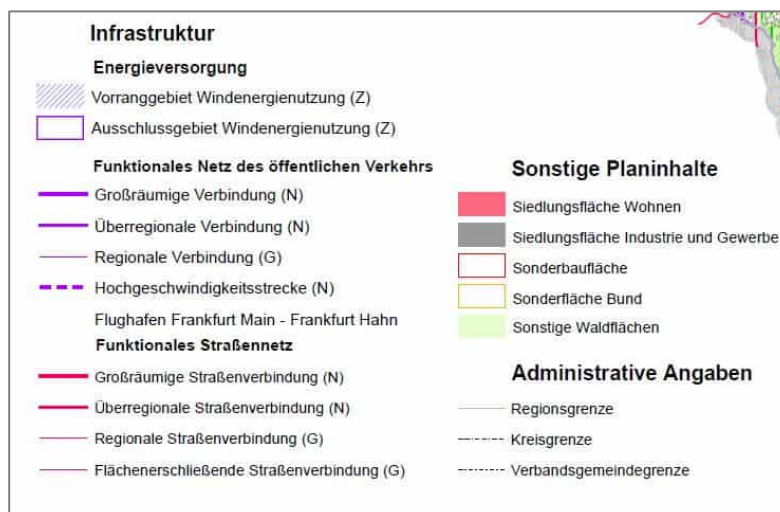 Infrastruktur
Energieversorgung
Vorranggebiet Windenergienutzung (Z)
Ausschlussgebiet Windenergienutzung (Z)
Funktionales Netz des öffentlichen Verkehrs
Großräumige Verbindung (N)
Überregionale Verbindung (N)
Regionale Verbindung (G)
Hochgeschwindigkeitsstrecke (N)
Flughafen Frankfurt Main - Frankfurt Hahn
Funktionales Straßennetz
Großräumige Straßenverbindung (N)
Überregionale Straßenverbindung (N)
Regionale Straßenverbindung (G)
Flächenerschließende Straßenverbindung (G)
Sonstige Planinhalte
Siedlungsfläche Wohnen
Siedlungsfläche Industrie und Gewerbe
Sonderbaufläche
Sonderfläche Bund
Sonstige Waldflächen
Administrative Angaben
Regionsgrenze
Kreisgrenze
Verbandsgemeindegrenze